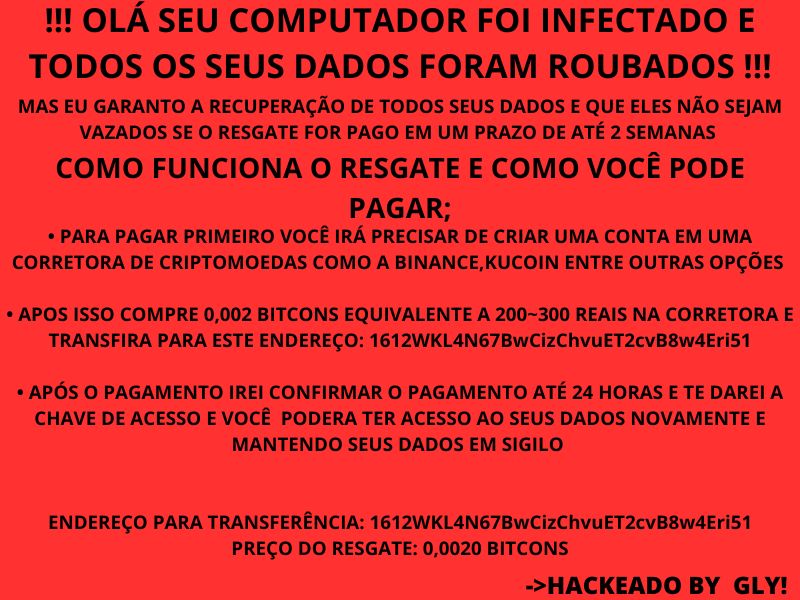 !!! OLÁ SEU COMPUTADOR FOI INFECTADO E
TODOS OS SEUS DADOS FORAM ROUBADOS !!!
MAS EU GARANTO A RECUPERAÇÃO DE TODOS SEUS DADOS E QUE ELES NÃO SEJAM
VAZADOS SE O RESGATE FOR PAGO EM UM PRAZO DE ATÉ 2 SEMANAS
COMO FUNCIONA O RESGATE E COMO VOCÊ PODE
PAGAR;
• PARA PAGAR PRIMEIRO VOCÊ IRÁ PRECISAR DE CRIAR UMA CONTA EM UMA
CORRETORA DE CRIPTOMOEDAS COMO A BINANCE,KUCOIN ENTRE OUTRAS OPÇÕES
• APOS ISSO COMPRE 0,002 BITCONS EQUIVALENTE A 200~300 REAIS NA CORRETORA E
TRANSFIRA PARA ESTE ENDEREÇO: 1612WKL4N67BwCizChvuET2cvB8w4Eri51
• APÓS O PAGAMENTO IREI CONFIRMAR O PAGAMENTO ATÉ 24 HORAS E TE DAREI A
CHAVE DE ACESSO E VOCÊ  PODERA TER ACESSO AO SEUS DADOS NOVAMENTE E
MANTENDO SEUS DADOS EM SIGILO
ENDEREÇO PARA TRANSFERÊNCIA: 1612WKL4N67BwCizChvuET2cvB8w4Eri51
PREÇO DO RESGATE: 0,0020 BITCONS
->HACKEADO BY  GLY!